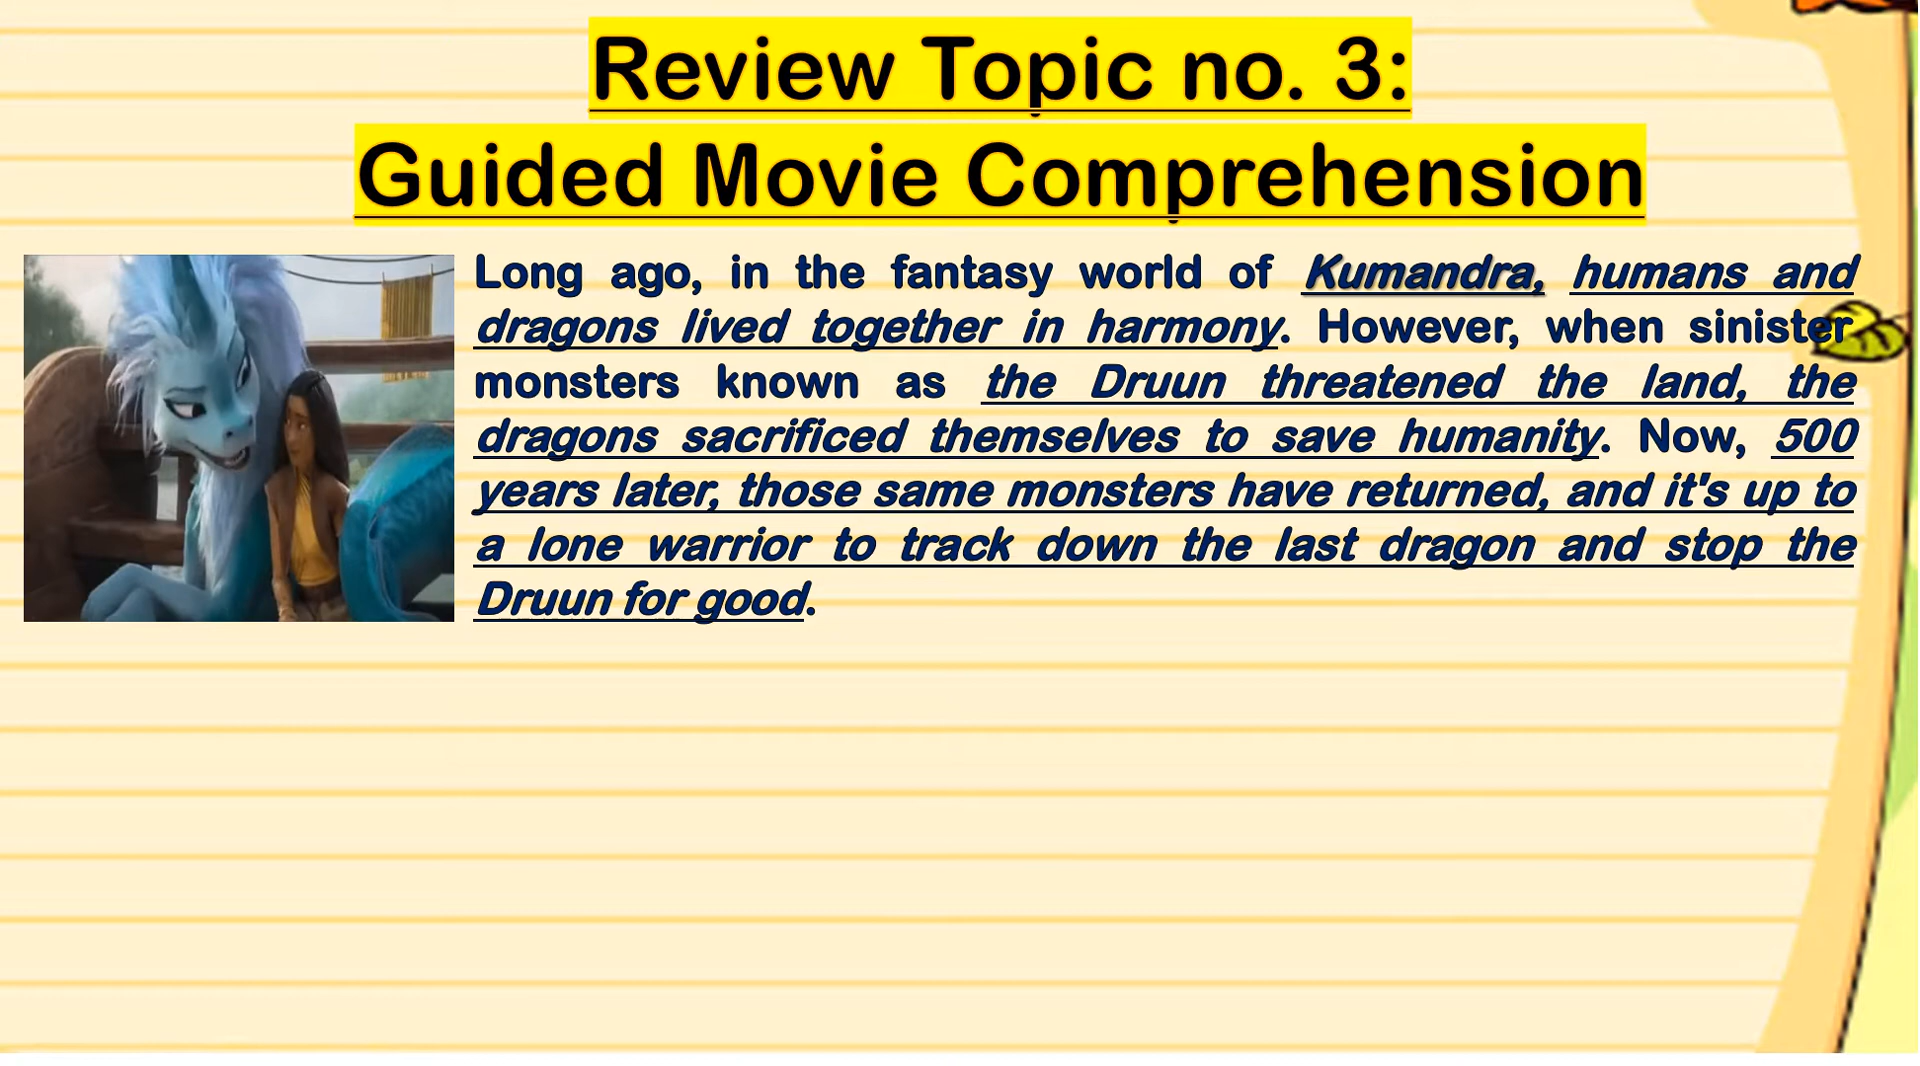 Review Topic no. 3:
Guided Movie Comprehension
Long ago, in the fantasy world of Kumandra, humans and
dragons lived together in harmony. However, when sinister
monsters known as the Druun threatened the land, the
dragons sacrificed themselves to save humanity. Now, 500
years later, those same monsters have returned, and it's up to
a lone warrior to track down the last dragon and stop the
Druun for good.